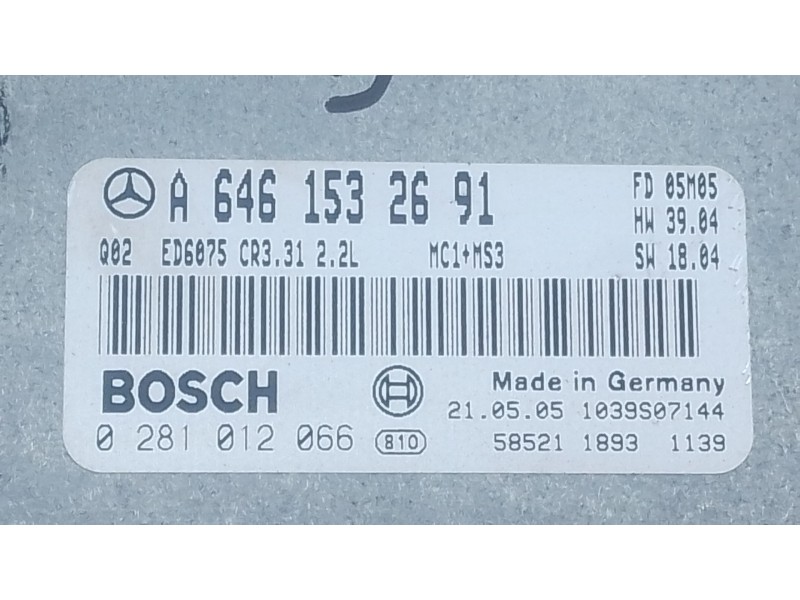 A 646 153 26 91 FD 05M05
HW 39.04
Q02 ED6075 CR3.31 2.2L MC1+MS3 SW 18.04
BOSCH Made in Germany
21.05.05 1039S07144
0 281 012 066 810 58521 1893 1139